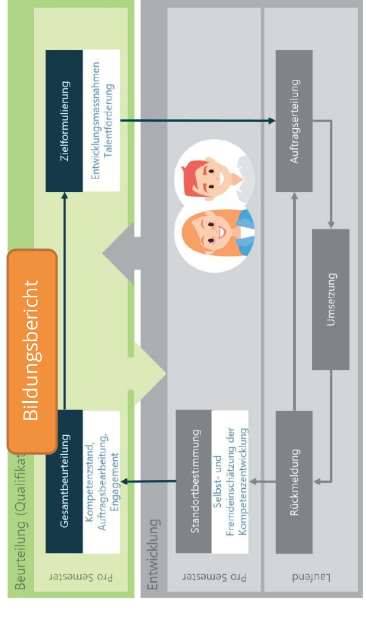 Beurteilung (Qualifikat
Bildungsbericht
Pro Semester
Gesamtbeurteilung
Kompetenzstand,
Auftragsbearbeitung,
Engagement
Zielformulierung
Entwicklungsmassnahmen
Talentförderung
Entwicklung
Pro Semester
Standortbestimmung
Selbst- und
Fremdeinschätzung der
Kompetenzentwicklung
Laufend
Rückmeldung
Umsetzung
Auftragserteilung